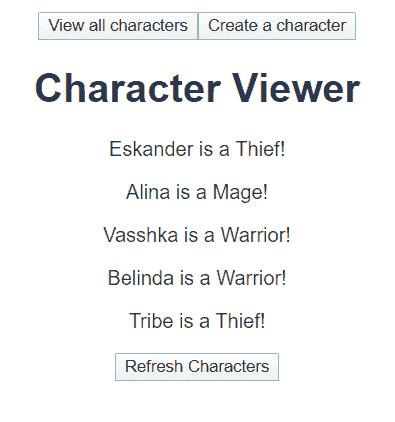 View all characters Create a character
Character Viewer
Eskander is a Thief!
Alina is a Mage!
Vasshka is a Warrior!
Belinda is a Warrior!
Tribe is a Thief!
Refresh Characters